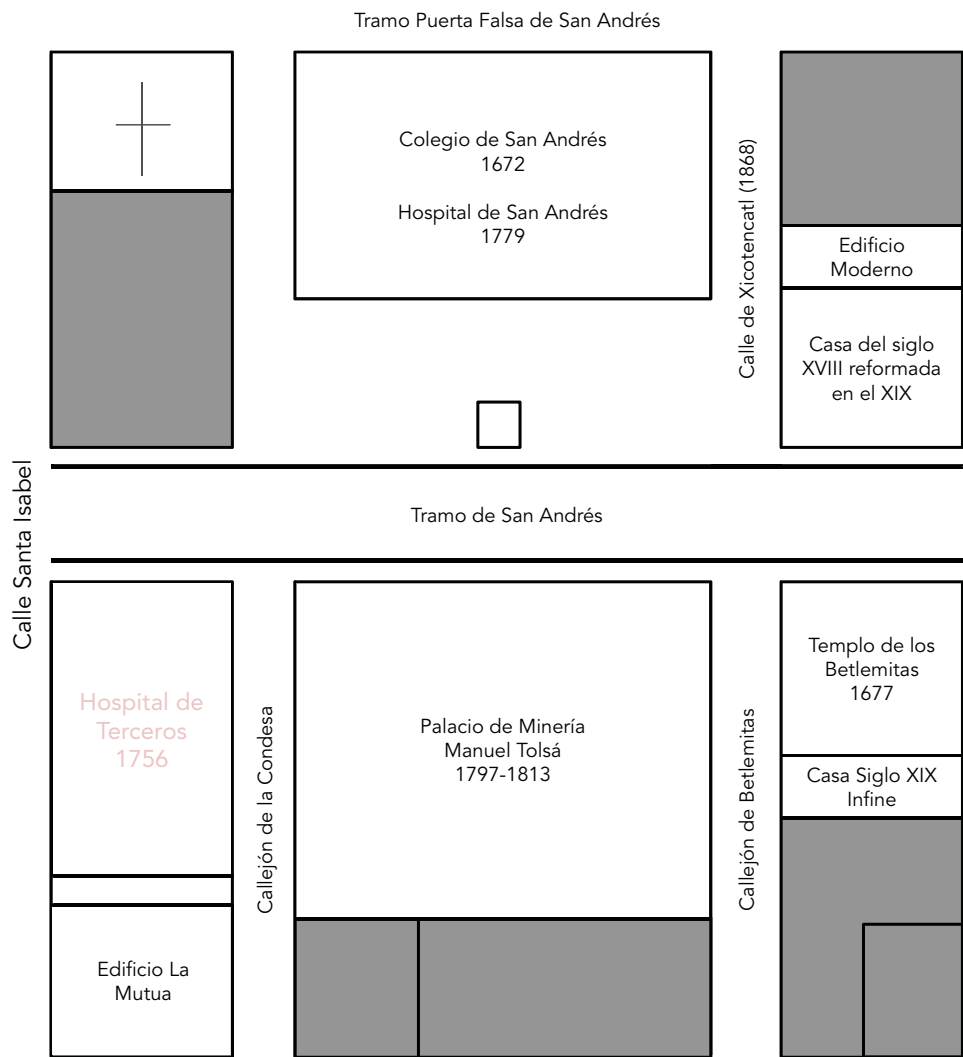 Tramo Puerta Falsa de San Andrés
Colegio de San Andrés
1672
Hospital de San Andrés
1779
Calle de Xicotencatl (1868)
Edificio
Moderno
Casa del siglo
XVIII reformada
en el XIX
Calle Santa Isabel
Tramo de San Andrés
Hospital de
Terceros
1756
Callejón de la Condesa
Palacio de Minería
Manuel Tolsá
1797-1813
Callejón de Betlemitas
Templo de los
Betlemitas
1677
Casa Siglo XIX
Infine
Edificio La
Mutua